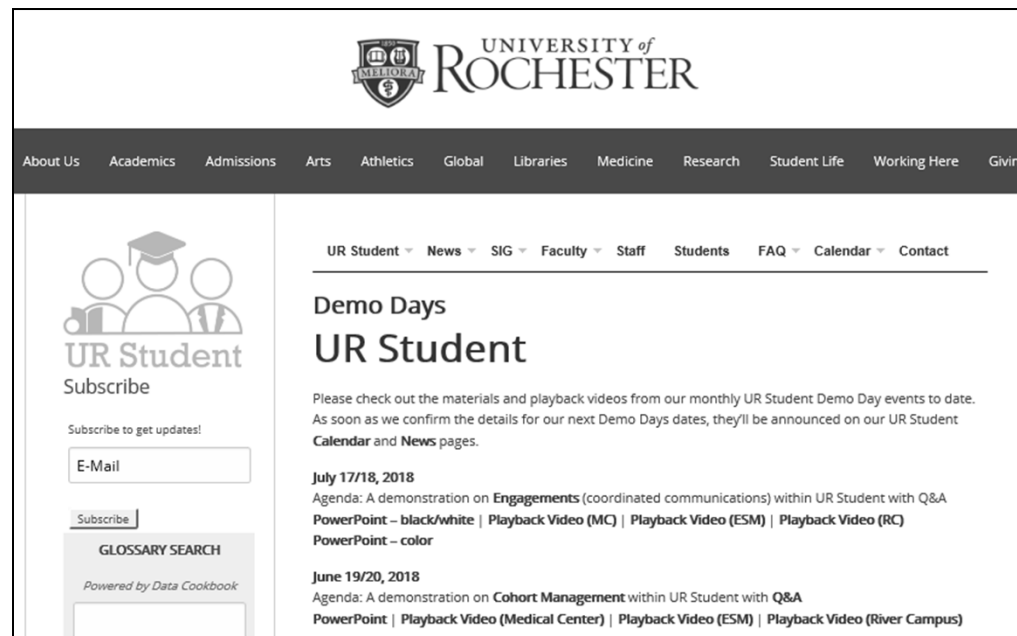 UNIVERSITY of
ROCHESTER
MELIORA
About Us Academics Admissions Arts Athletics Global Libraries Medicine Research Student Life Working Here
UR Student News SIG Faculty Staff Students FAQ Calendar Contact
UR Student
Subscribe
Subscribe to get updates!
E-Mail
Subscribe
GLOSSARY SEARCH
Powered by Data Cookbook
Demo Days
UR Student
Please check out the materials and playback videos from our monthly UR Student Demo Day events to date.
As soon as we confirm the details for our next Demo Days dates, they'll be announced on our UR Student
Calendar and News pages.
July 17/18, 2018
Agenda: A demonstration on Engagements (coordinated communications) within UR Student with Q&A
PowerPoint – black/white | Playback Video (MC) | Playback Video (ESM) | Playback Video (RC)
PowerPoint – color
June 19/20, 2018
Agenda: A demonstration on Cohort Management within UR Student with Q&A
PowerPoint | Playback Video (Medical Center) | Playback Video (ESM) | Playback Video (River Campus)